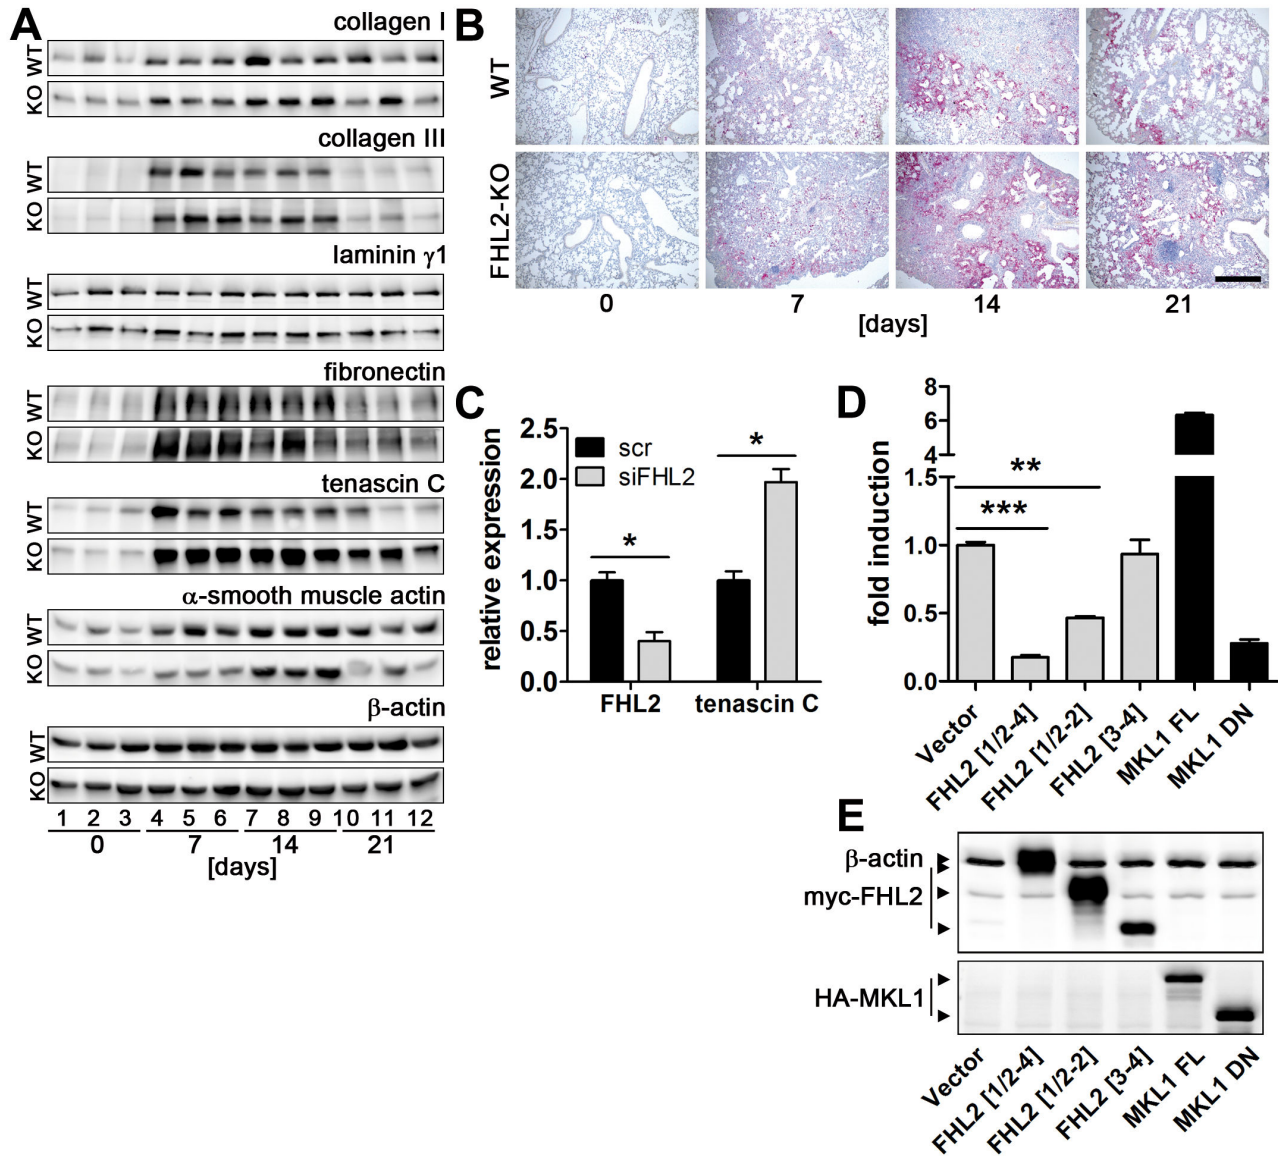 A
collagen I
WT
KO
collagen III
WT
KO
laminin γ1
WT
KO
fibronectin
WT
KO
tenascin C
WT
KO
α-smooth muscle actin
WT
KO
β-actin
WT
KO
1 2 3 4 5 6 7 8 9 10 11 12
0 7 14 21
[days]
B
WT
FHL2-KO
0 7 14 21
[days]
C
relative expression
2.5
2.0
1.5
1.0
0.5
0.0
scr
siFHL2
*
*
FHL2 tenascin C
D
fold induction
8
6
4
1.5
1.0
0.5
0.0
**
***
Vector
FHL2 [1/2-4]
FHL2 [1/2-2]
FHL2 [3-4]
MKL1 FL
MKL1 DN
E
β-actin
myc-FHL2
HA-MKL1
Vector
FHL2 [1/2-4]
FHL2 [1/2-2]
FHL2 [3-4]
MKL1 FL
MKL1 DN